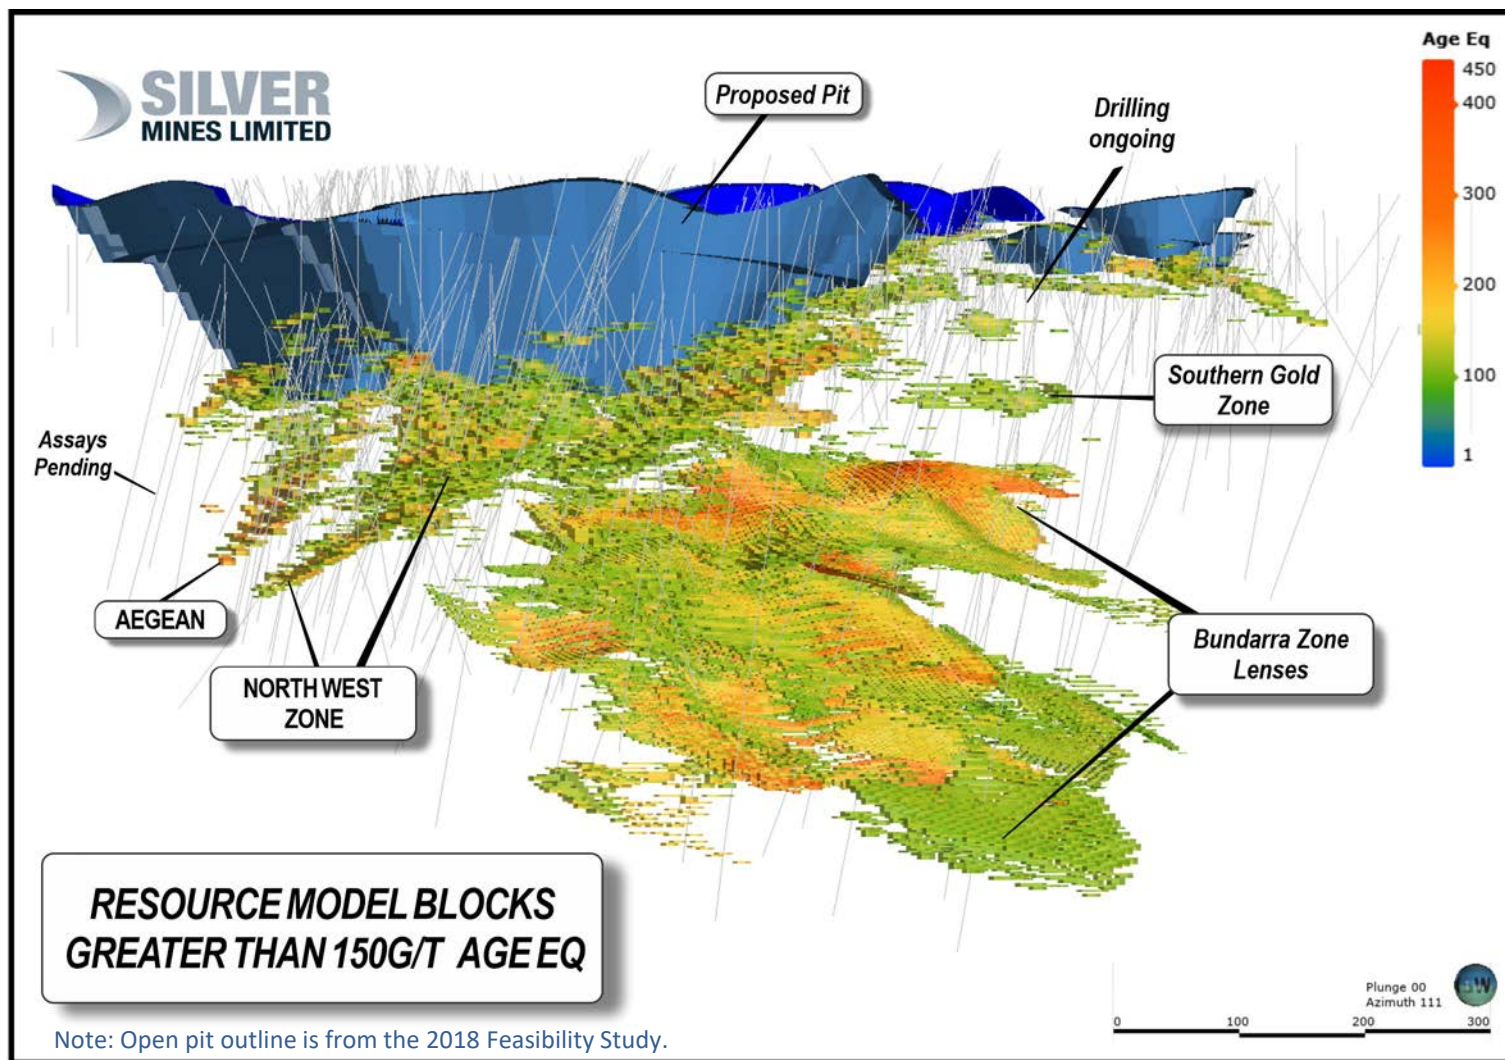 SILVER
MINES LIMITED
Proposed Pit
Drilling
ongoing
Age Eq
450
400
300
200
100
1
Southern Gold
Zone
Assays
Pending
AEGEAN
NORTH WEST
ZONE
Bundarra Zone
Lenses
RESOURCE MODEL BLOCKS
GREATER THAN 150G/T AGE EQ
Plunge 00
Azimuth 111
SW
0 100 200 300
Note: Open pit outline is from the 2018 Feasibility Study.